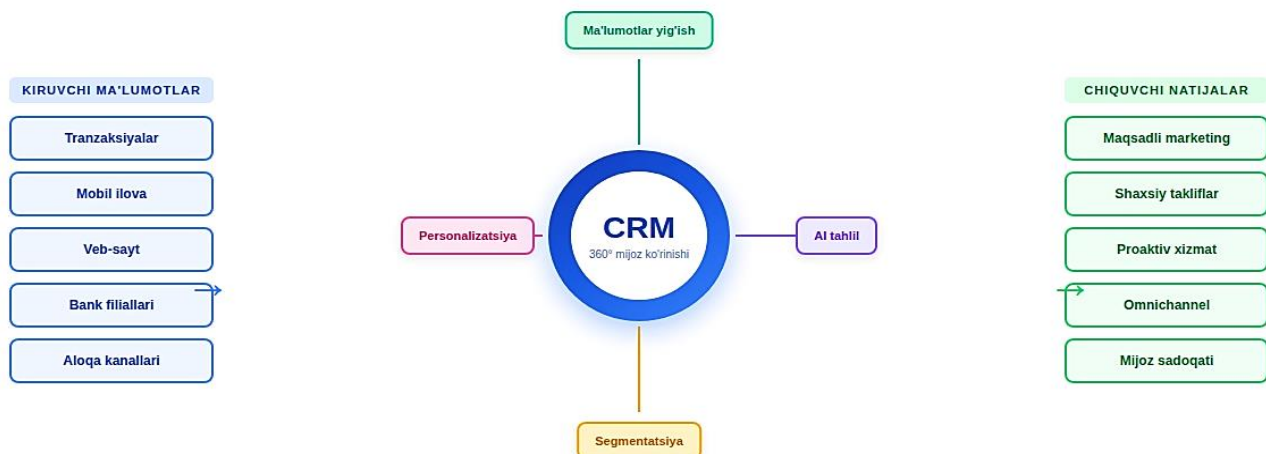 Ma'lumotlar yig'ish
KIRUVCHI MA'LUMOTLAR
Tranzaksiyalar
Mobil ilova
Veb-sayt
Bank filiallari
Aloqa kanallari
Personalizatsiya
CRM
360° mijoz ko'rinishi
AI tahlil
Segmentatsiya
CHIQUVCHI NATIJALAR
Maqsadli marketing
Shaxsiy takliflar
Proaktiv xizmat
Omnichannel
Mijoz sadoqati